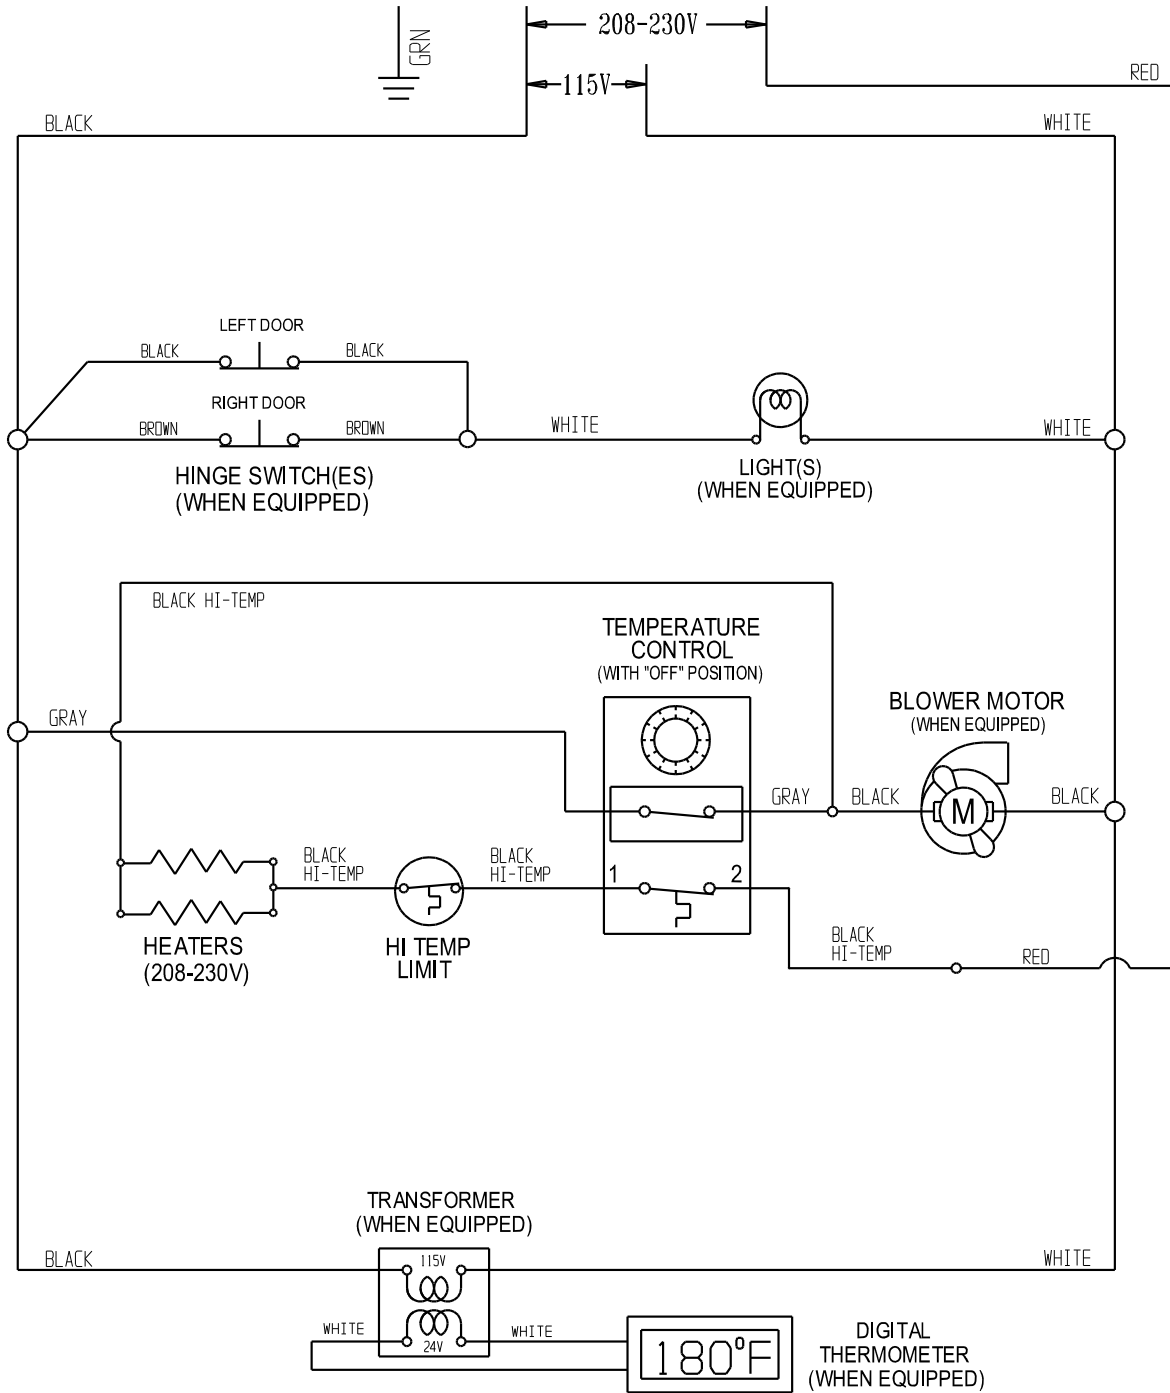 208-230V
GRN
115V
RED
BLACK
WHITE
LEFT DOOR
BLACK
BLACK
RIGHT DOOR
BROWN
BROWN
WHITE
WHITE
HINGE SWITCH(ES)
(WHEN EQUIPPED)
LIGHT(S)
(WHEN EQUIPPED)
BLACK HI-TEMP
TEMPERATURE
CONTROL
(WITH "OFF" POSITION)
GRAY
BLOWER MOTOR
(WHEN EQUIPPED)
GRAY
BLACK
BLACK
M
BLACK
HI-TEMP
BLACK
HI-TEMP
1
2
HEATERS
(208-230V)
HI TEMP
LIMIT
BLACK
HI-TEMP
RED
TRANSFORMER
(WHEN EQUIPPED)
BLACK
115V
WHITE
WHITE
24V
WHITE
180°F
DIGITAL
THERMOMETER
(WHEN EQUIPPED)